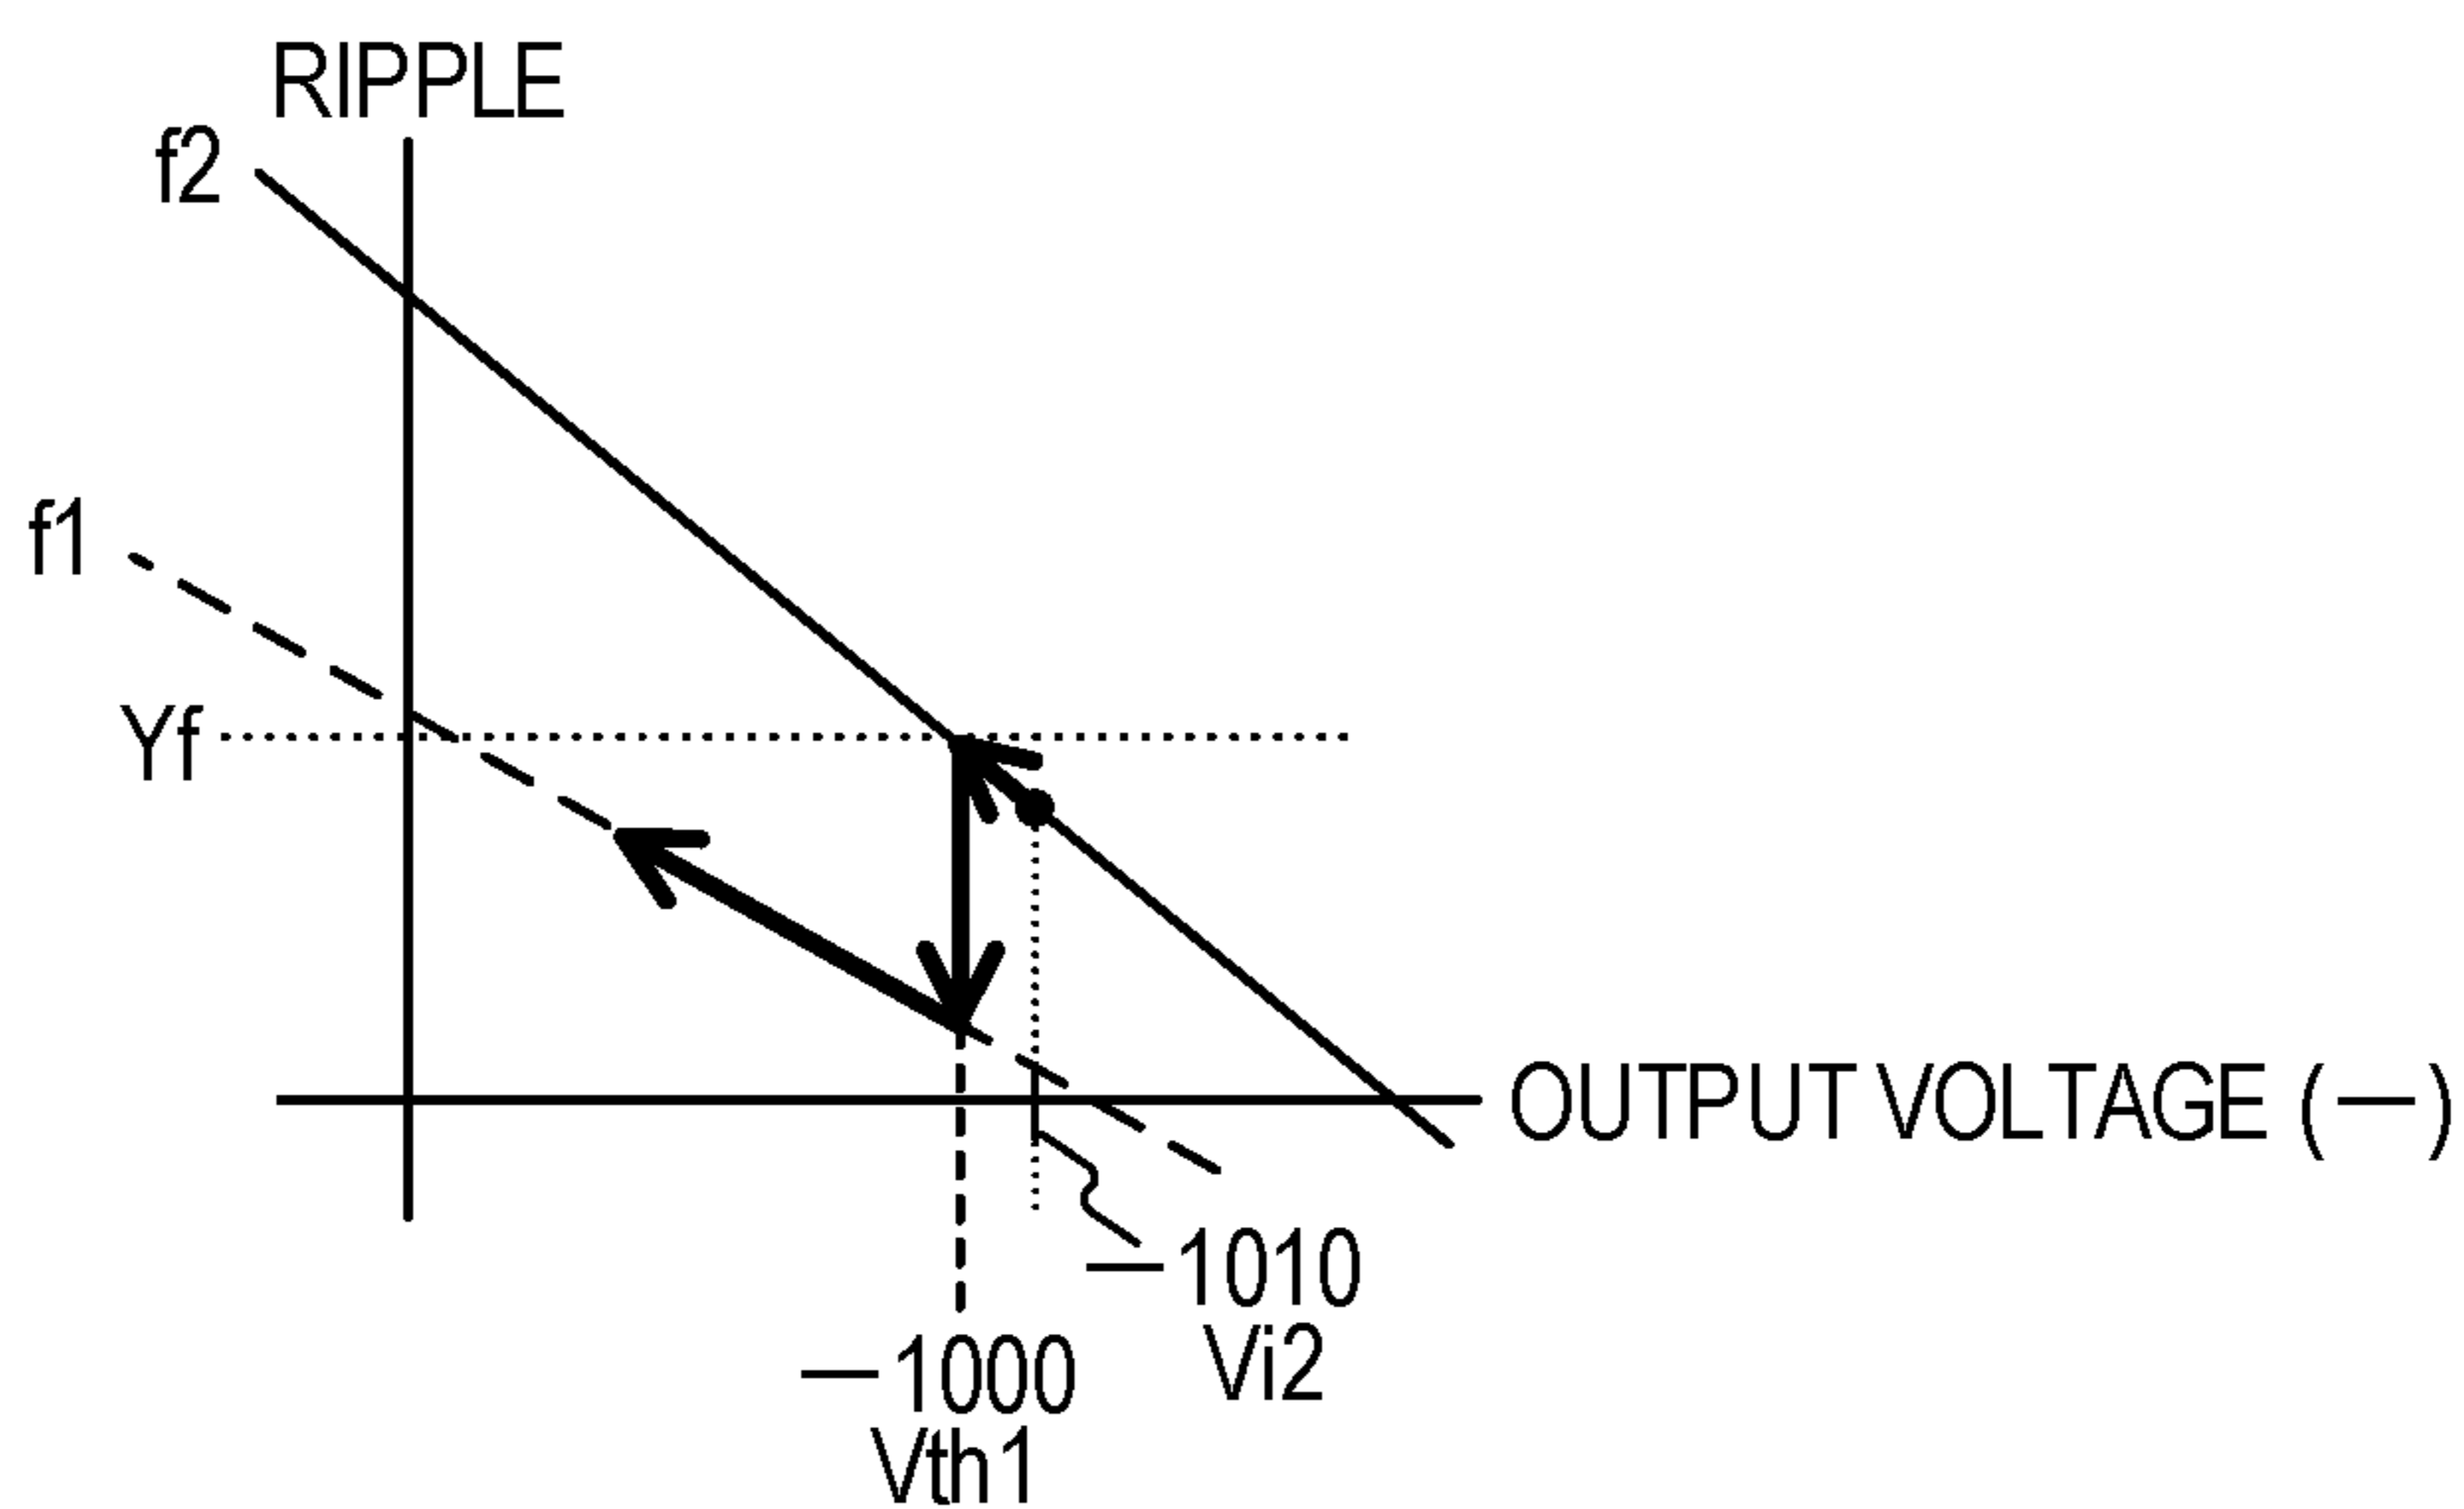 RIPPLE
f2
f1
Yf
OUTPUT VOLTAGE (—)
—1010
Vi2
—1000
Vth1